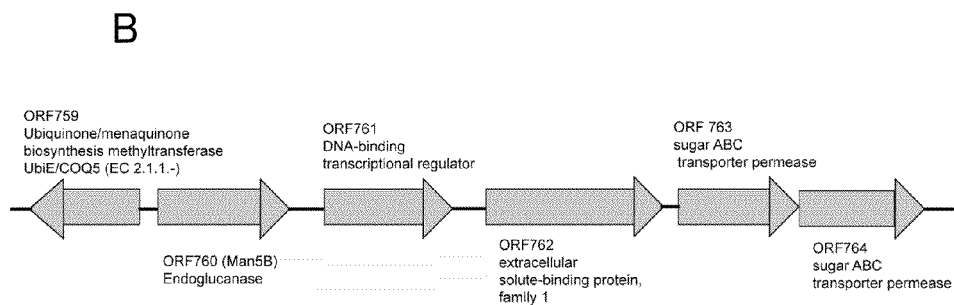 B
ORF759
Ubiquinone/menaquinone
biosynthesis methyltransferase
UbiE/COQ5 (EC 2.1.1.-)
ORF761
DNA-binding
transcriptional regulator
ORF 763
sugar ABC
transporter permease
ORF760 (Man5B)
Endoglucanase
ORF762
extracellular
solute-binding protein,
family 1
ORF764
sugar ABC
transporter permease